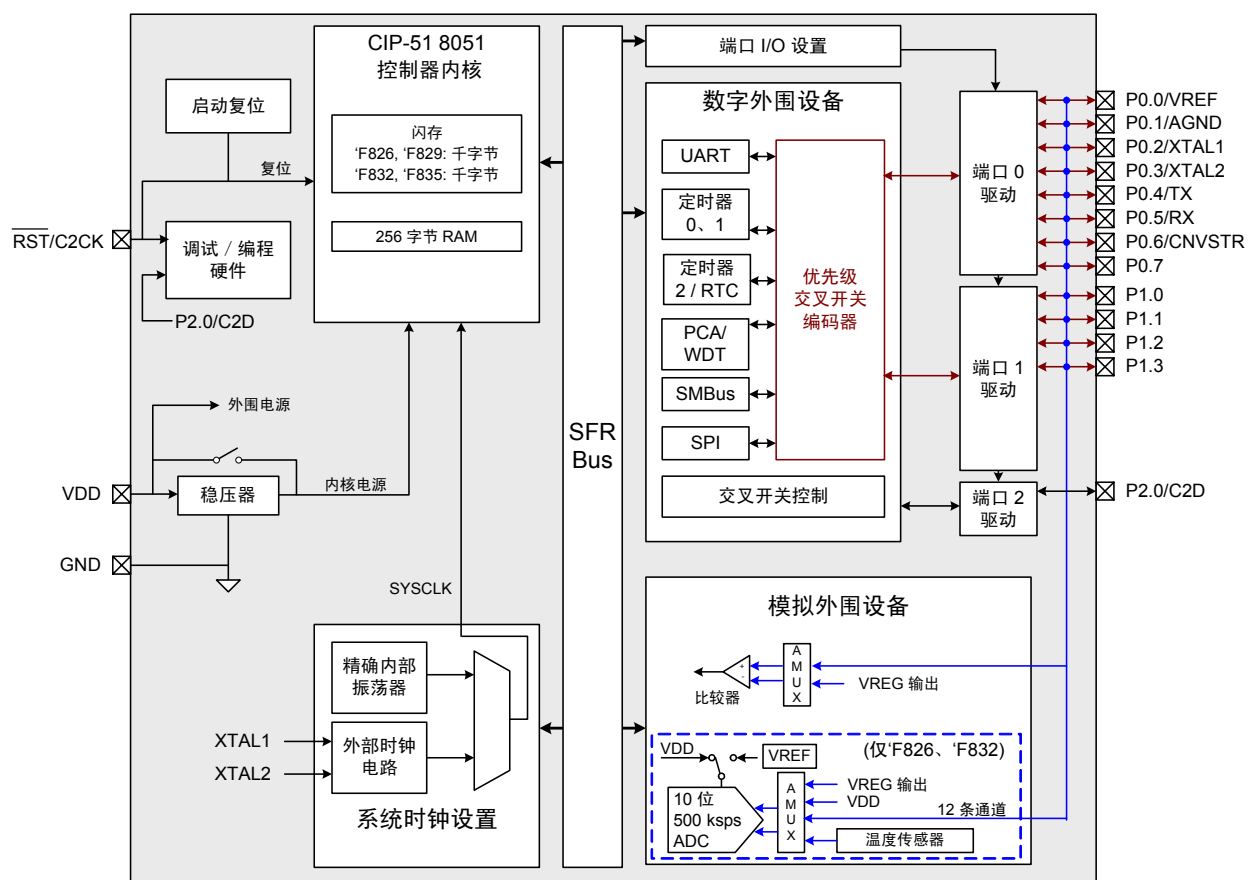 CIP-51 8051
控制器内核
闪存
‘F826, ‘F829: 千字节
‘F832, ‘F835: 千字节
256 字节 RAM
启动复位
复位
RST/C2CK
调试 / 编程
硬件
P2.0/C2D
外围电源
VDD
稳压器
内核电源
GND
SYSCLK
精确内部
振荡器
XTAL1
XTAL2
外部时钟
电路
系统时钟设置
SFR
Bus
端口 I/O 设置
数字外围设备
UART
定时器
0、1
定时器
2 / RTC
PCA/
WDT
SMBus
SPI
优先级
交叉开关
编码器
交叉开关控制
端口 0
驱动
端口 1
驱动
端口 2
驱动
P0.0/VREF
P0.1/AGND
P0.2/XTAL1
P0.3/XTAL2
P0.4/TX
P0.5/RX
P0.6/CNVSTR
P0.7
P1.0
P1.1
P1.2
P1.3
P2.0/C2D
模拟外围设备
+
-
比较器
AMUX
VREG 输出
(仅‘F826、‘F832)
VDD
VREF
10 位
500 ksps
ADC
AMUX
VREG 输出
VDD
12 条通道
温度传感器